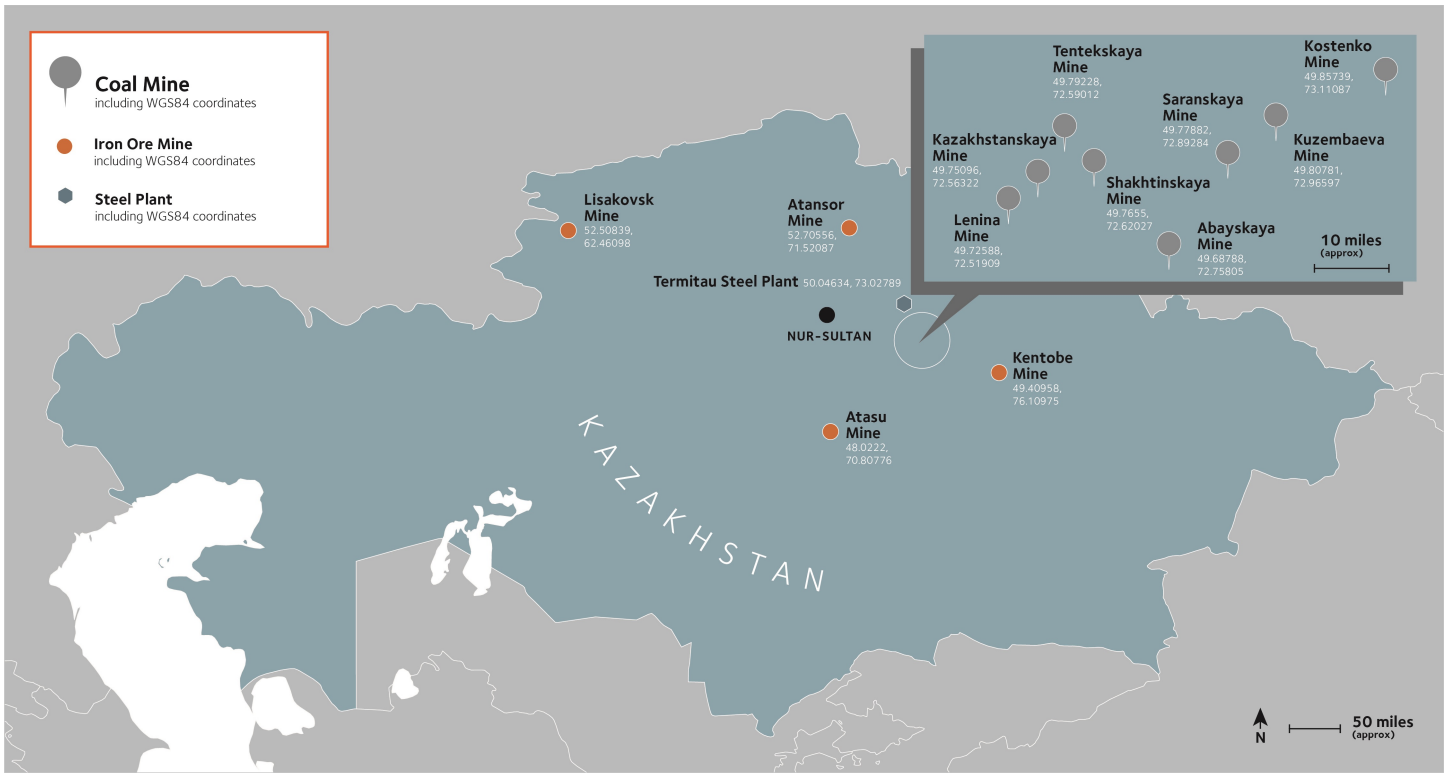 Coal Mine
including WGS84 coordinates
Iron Ore Mine
including WGS84 coordinates
Steel Plant
including WGS84 coordinates
Lisakovsk
Mine
52.50839,
62.46098
Atansor
Mine
52.70556,
71.52087
Termitau Steel Plant 50.04634, 73.02789
NUR-SULTAN
Kentobe
Mine
49.40958,
76.10975
Atasu
Mine
48.0222,
70.80776
KAZAKHSTAN
Tentekskaya
Mine
49.79228,
72.59012
Kostenko
Mine
49.85739,
73.11087
Saranskaya
Mine
49.77882,
72.89284
Kazakhstanskaya
Mine
49.75096,
72.56322
Kuzembaeva
Mine
49.80781,
72.96597
Shakhtinskaya
Mine
49.7655,
72.62027
Lenina
Mine
49.72588,
72.51909
Abayskaya
Mine
49.68788,
72.75805
10 miles
(approx)
N
50 miles
(approx)